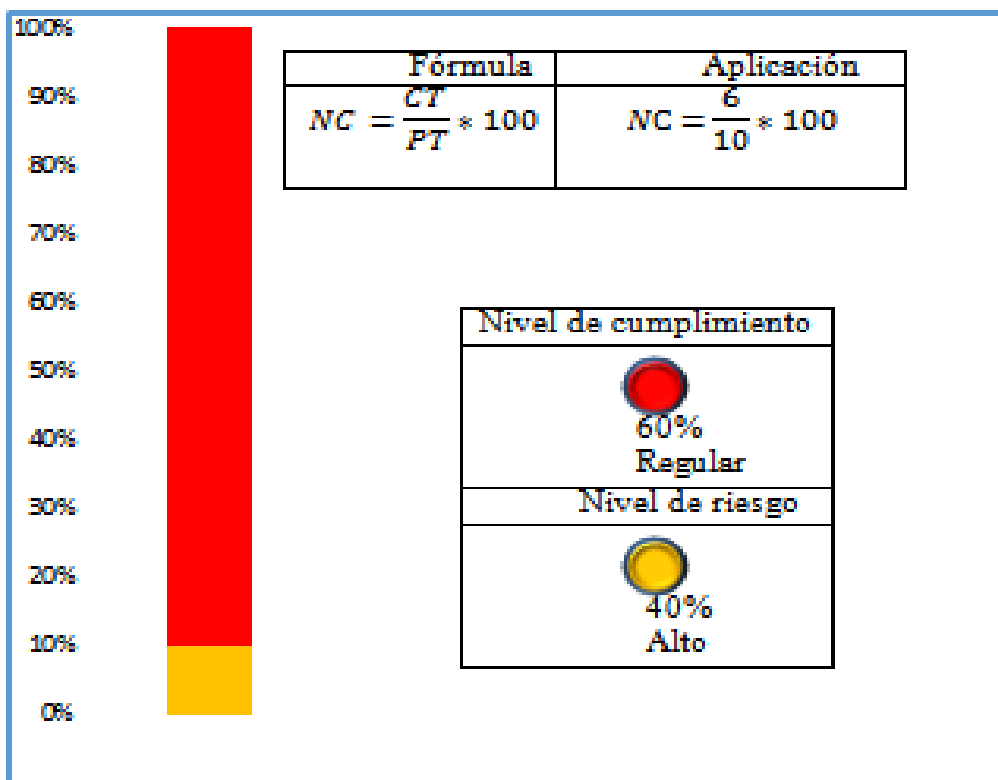 100%
90%
80%
70%
60%
50%
40%
30%
20%
10%
0%
Fórmula
Aplicación
NC = CT/PT * 100
NC = 6/10 * 100
Nivel de cumplimiento
60%
Regular
Nivel de riesgo
40%
Alto